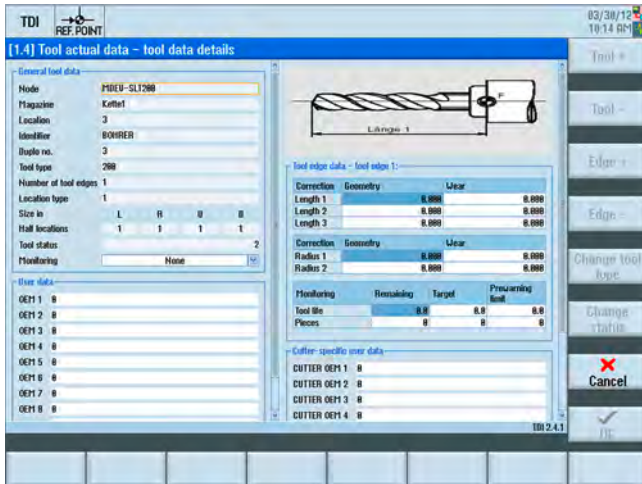 TDI
REF.POINT
03/30/12
10:14 AM
[1.4] Tool actual data - tool data details
General tool data
Node MDEU-SLT200
Magazine Kette1
Location 3
Identifier BOHRER
Duplo no. 3
Tool type 200
Number of tool edges 1
Location type 1
Size in L R U D
Half locations 1 1 1 1
Tool status 2
Monitoring None
User data
OEM 1 0
OEM 2 0
OEM 3 0
OEM 4 0
OEM 5 0
OEM 6 0
OEM 7 0
OEM 8 0
F
Länge 1
Tool edge data - tool edge 1:
Correction Geometry Wear
Length 1 0.000 0.000
Length 2 0.000 0.000
Length 3 0.000 0.000
Correction Geometry Wear
Radius 1 0.000 0.000
Radius 2 0.000 0.000
Monitoring Remaining Target Prewarning limit
Tool life 0.0 0.0 0.0
Pieces 0 0 0
Cutter-specific user data
CUTTER OEM 1 0
CUTTER OEM 2 0
CUTTER OEM 3 0
CUTTER OEM 4 0
TDI 2.4.1
Tool +
Tool -
Edge +
Edge -
Change tool
type
Change
status
Cancel
OK